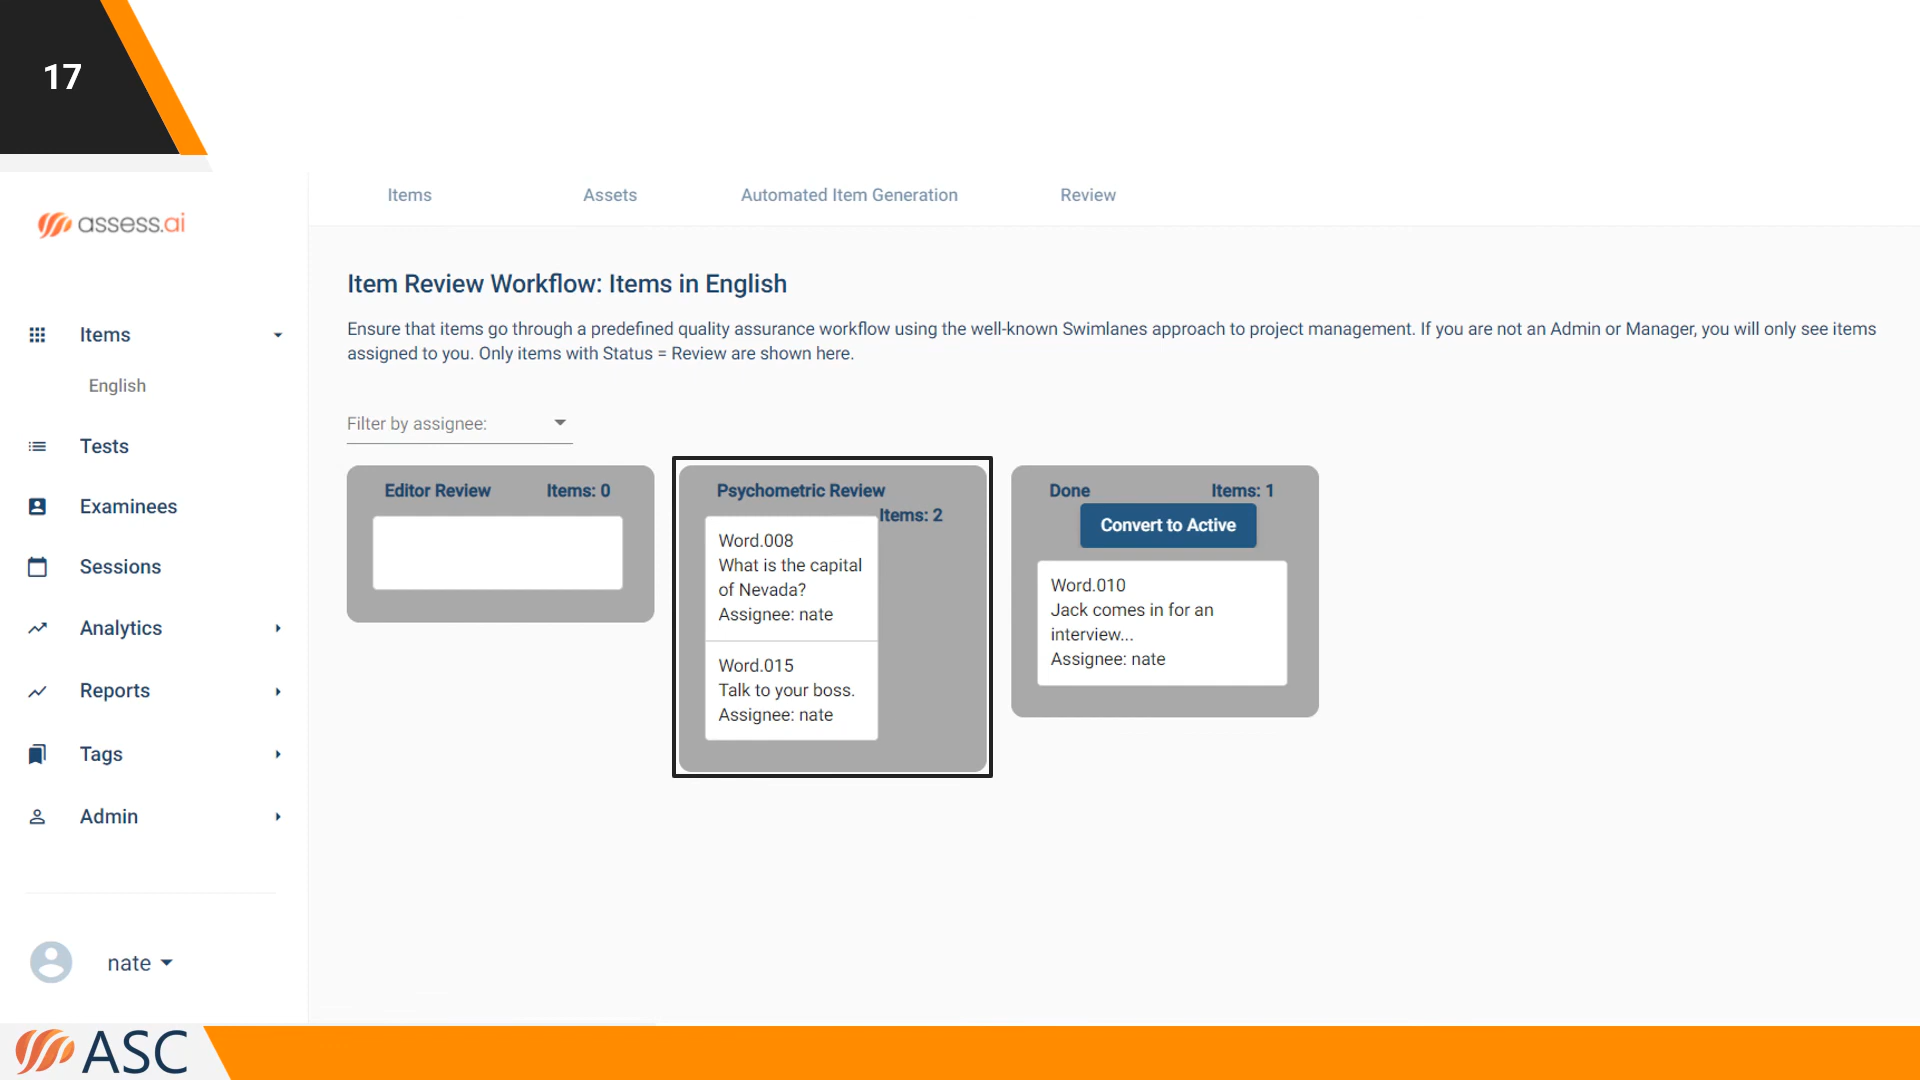 17
assess.ai
Items
English
Tests
Examinees
Sessions
Analytics
Reports
Tags
Admin
nate
Items Assets Automated Item Generation Review
Item Review Workflow: Items in English
Ensure that items go through a predefined quality assurance workflow using the well-known Swimlanes approach to project management. If you are not an Admin or Manager, you will only see items
assigned to you. Only items with Status = Review are shown here.
Filter by assignee:
Editor Review Items: 0
Psychometric Review
Items: 2
Word.008
What is the capital
of Nevada?
Assignee: nate
Word.015
Talk to your boss.
Assignee: nate
Done Items: 1
Convert to Active
Word.010
Jack comes in for an
interview...
Assignee: nate
ASC